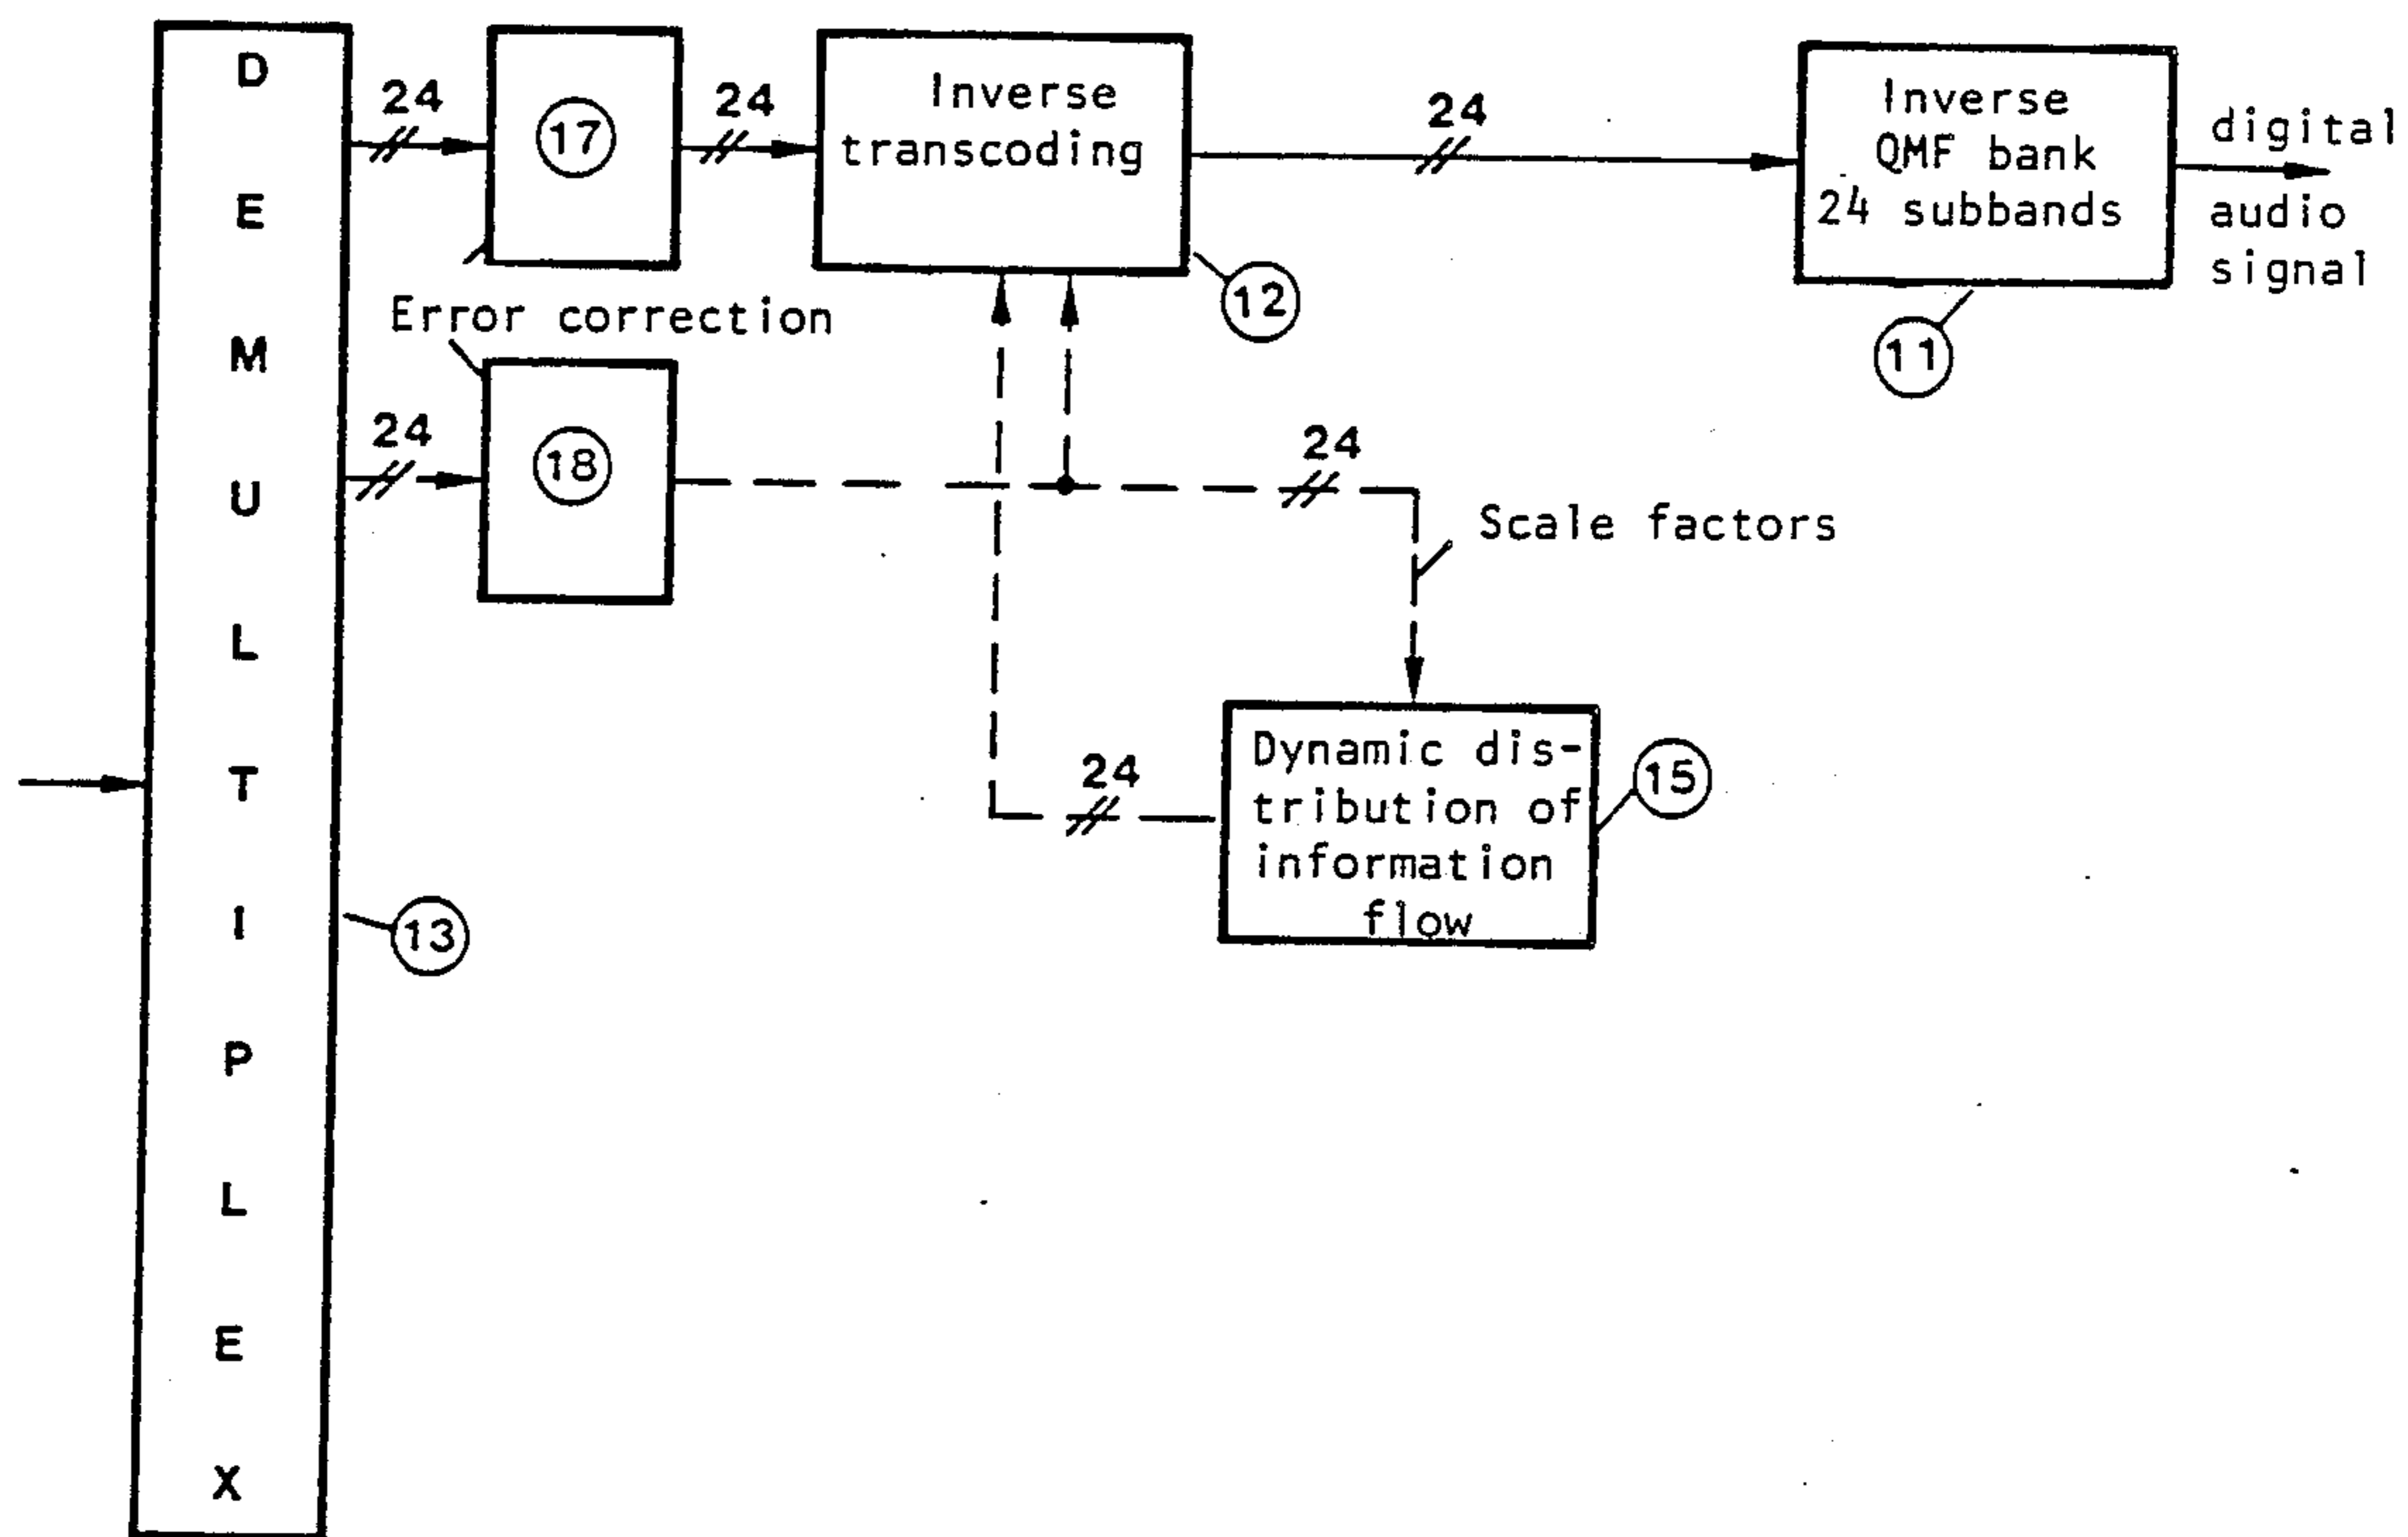 DEMULTIPLEX
24
17
24
Inverse
transcoding
12
24
Inverse
QMF bank
24 subbands
11
digital
audio
signal
Error correction
24
18
24
Scale factors
24
Dynamic dis-
tribution of
information
flow
15
13